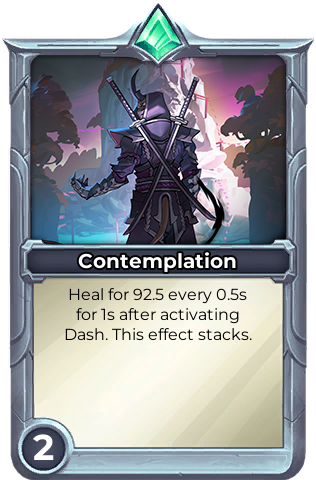 Contemplation
Heal for 92.5 every 0.5s
for 1s after activating
Dash. This effect stacks.
2